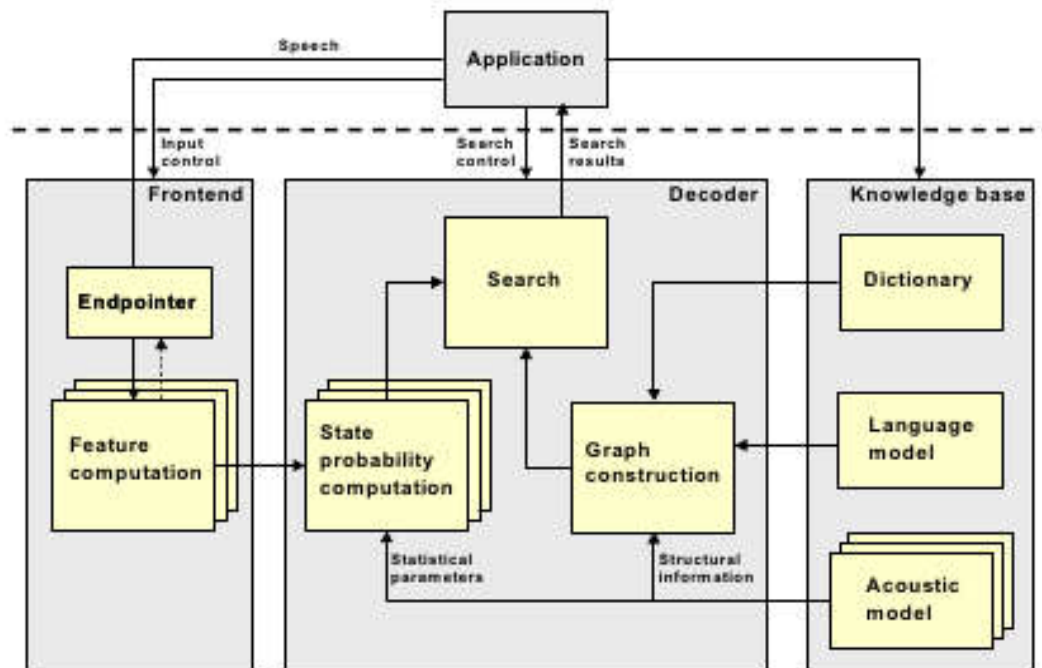 Speech
Application
Input
control
Search
control
Search
results
Frontend
Decoder
Knowledge base
Endpointer
Search
Dictionary
Feature
computation
State
probability
computation
Graph
construction
Language
model
Statistical
parameters
Structural
information
Acoustic
model